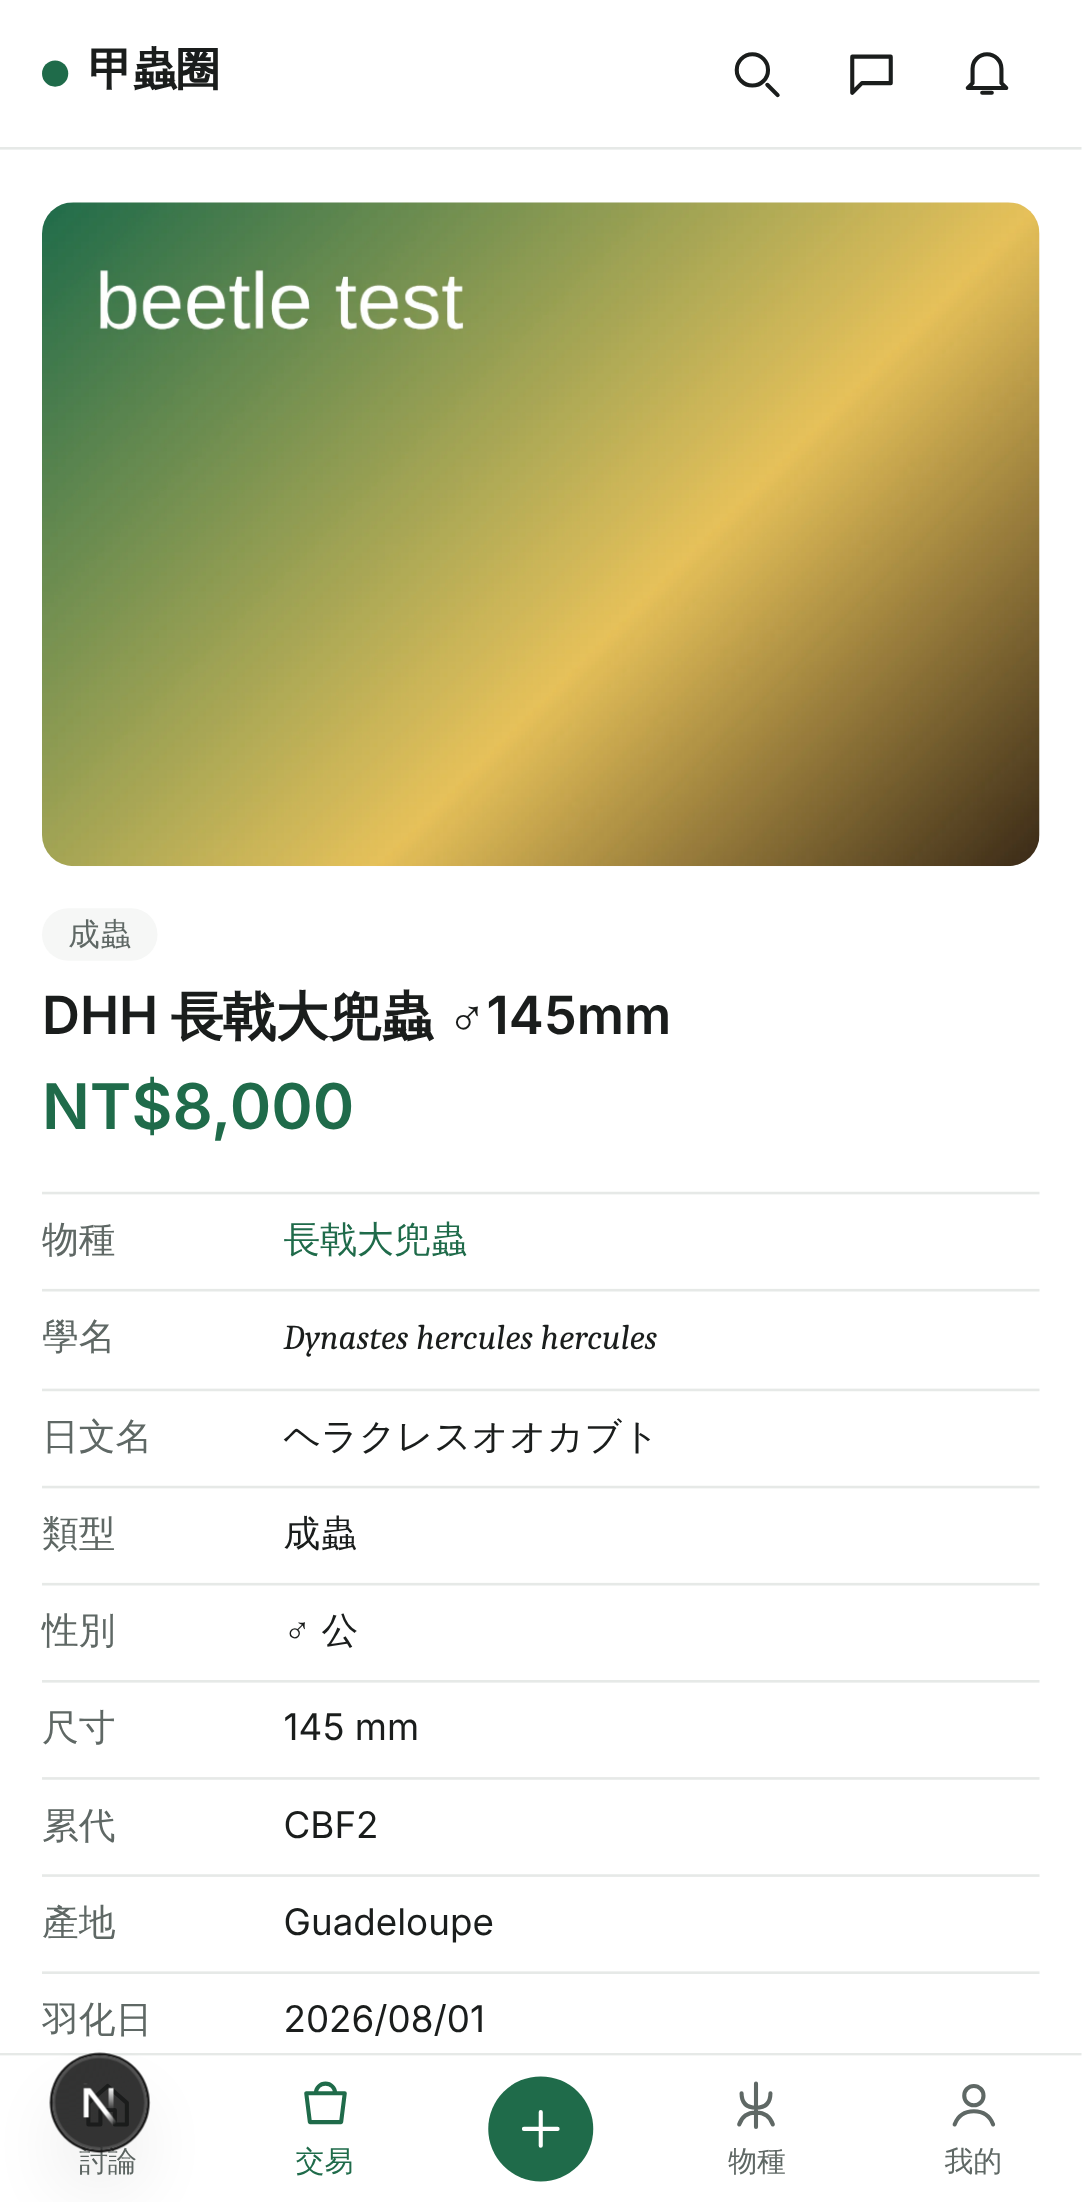 甲蟲圈
beetle test
成蟲
DHH 長戟大兜蟲 ♂145mm
NT$8,000
物種 長戟大兜蟲
學名 Dynastes hercules hercules
日文名 ヘラクレスオオカブト
類型 成蟲
性別 ♂ 公
尺寸 145 mm
累代 CBF2
產地 Guadeloupe
羽化日 2026/08/01
N
討論 交易 物種 我的